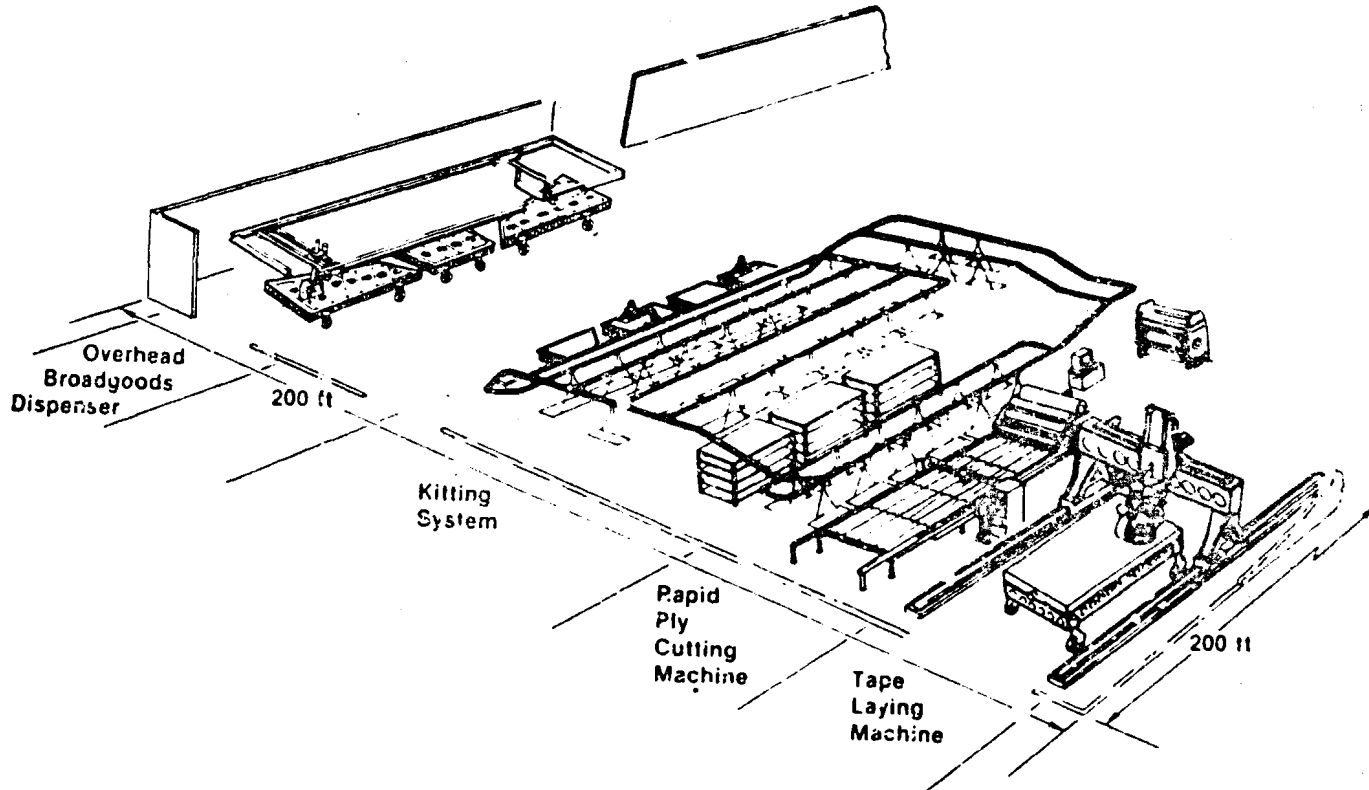 Overhead
Broadgoods
Dispenser
200 ft
Kitting
System
Rapid
Ply
Cutting
Machine
Tape
Laying
Machine
200 ft